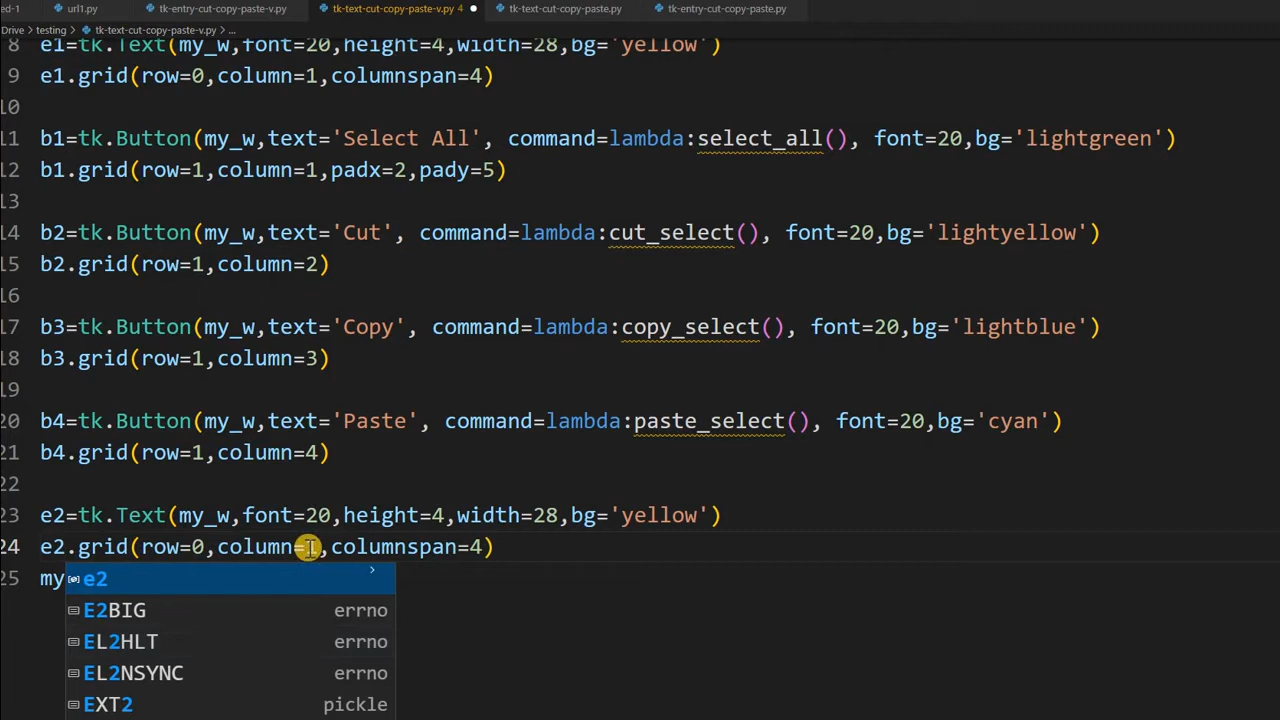 ed-1 url1.py tk-entry-cut-copy-paste-v.py tk-text-cut-copy-paste-v.py 4 tk-text-cut-copy-paste.py tk-entry-cut-copy-paste.py
Drive > testing > tk-text-cut-copy-paste-v.py > ...
8 e1=tk.Text(my_w,font=20,height=4,width=28,bg='yellow')
9 e1.grid(row=0,column=1,columnspan=4)
10
11 b1=tk.Button(my_w,text='Select All', command=lambda:select_all(), font=20,bg='lightgreen')
12 b1.grid(row=1,column=1,padx=2,pady=5)
13
14 b2=tk.Button(my_w,text='Cut', command=lambda:cut_select(), font=20,bg='lightyellow')
15 b2.grid(row=1,column=2)
16
17 b3=tk.Button(my_w,text='Copy', command=lambda:copy_select(), font=20,bg='lightblue')
18 b3.grid(row=1,column=3)
19
20 b4=tk.Button(my_w,text='Paste', command=lambda:paste_select(), font=20,bg='cyan')
21 b4.grid(row=1,column=4)
22
23 e2=tk.Text(my_w,font=20,height=4,width=28,bg='yellow')
24 e2.grid(row=0,column=1,columnspan=4)
25 my e2
E2BIG errno
EL2HLT errno
EL2NSYNC errno
EXT2 pickle